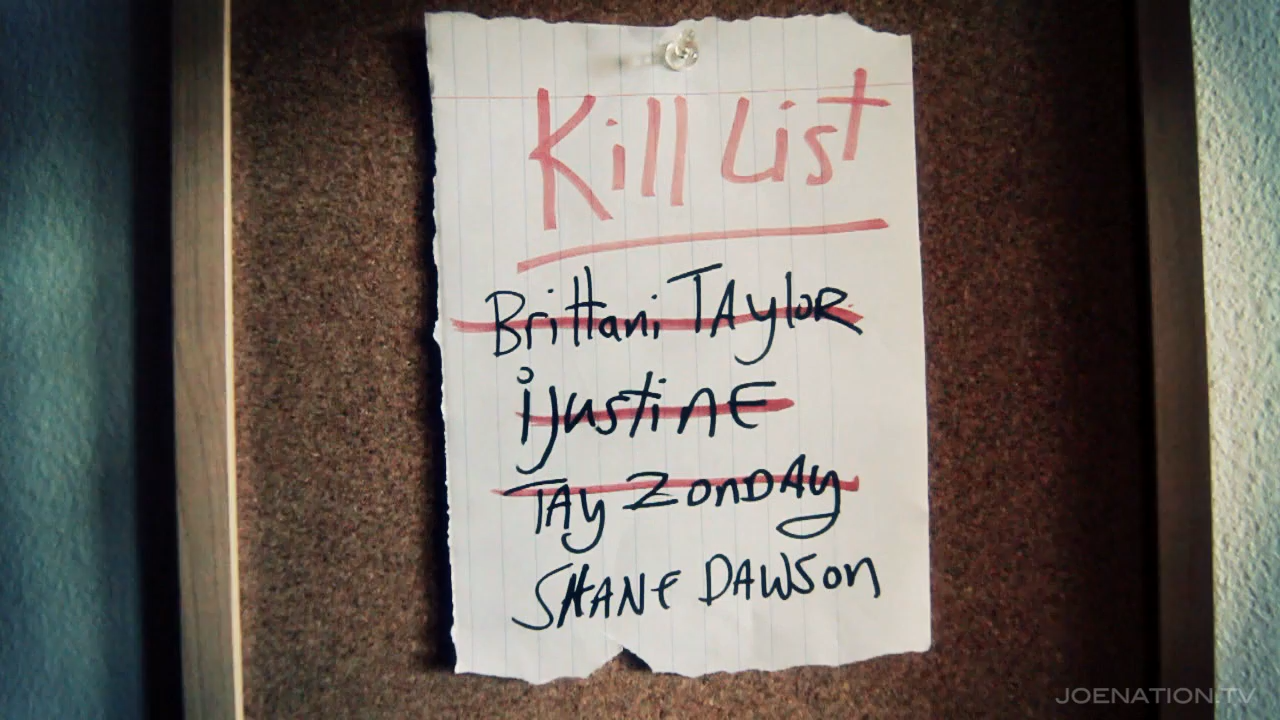 Kill List
Brittani TAylOR
iJustinE
TAy ZonDAy
SHANE DAWSon
JOENATION.TV